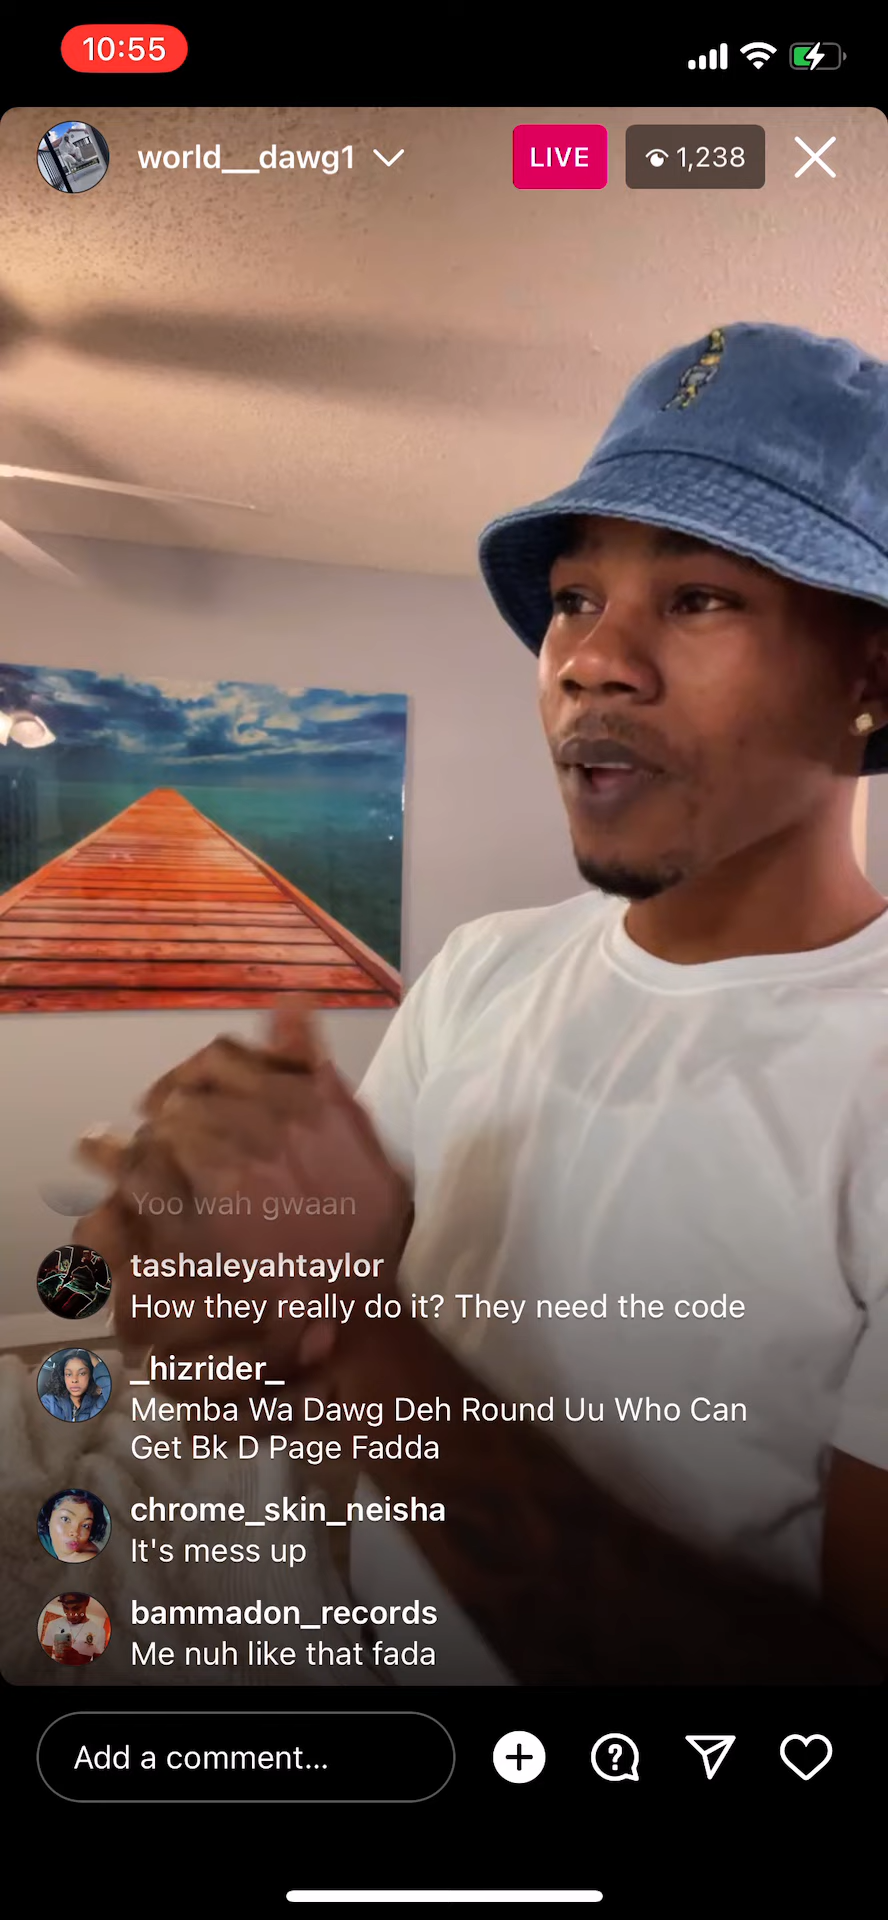 10:55
world__dawg1
LIVE
1,238
Yoo wah gwaan
tashaleyahtaylor
How they really do it? They need the code
_hizrider_
Memba Wa Dawg Deh Round Uu Who Can
Get Bk D Page Fadda
chrome_skin_neisha
It's mess up
bammadon_records
Me nuh like that fada
Add a comment...